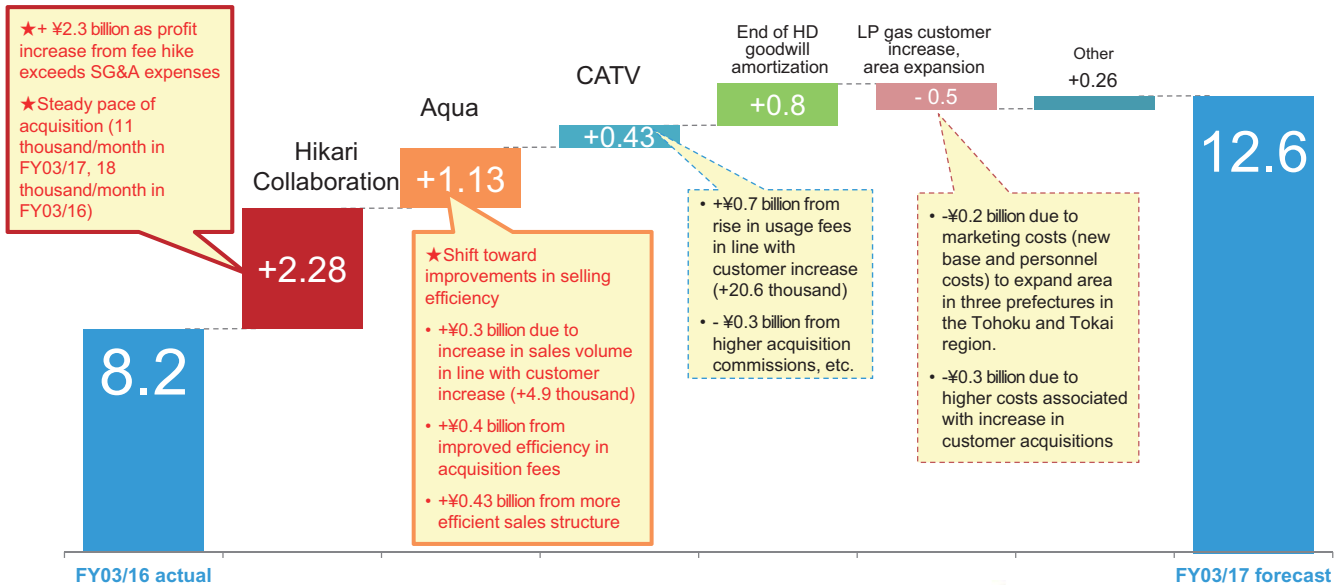 ★+ ¥2.3 billion as profit
increase from fee hike
exceeds SG&A expenses
★Steady pace of
acquisition (11
thousand/month in
FY03/17, 18
thousand/month in
FY03/16)
8.2
FY03/16 actual
Hikari
Collaboration
+2.28
Aqua
+1.13
★Shift toward
improvements in selling
efficiency
• +¥0.3 billion due to
increase in sales volume
in line with customer
increase (+4.9 thousand)
• +¥0.4 billion from
improved efficiency in
acquisition fees
• +¥0.43 billion from more
efficient sales structure
CATV
+0.43
• +¥0.7 billion from
rise in usage fees
in line with
customer increase
(+20.6 thousand)
• - ¥0.3 billion from
higher acquisition
commissions, etc.
End of HD
goodwill
amortization
+0.8
LP gas customer
increase,
area expansion
- 0.5
• -¥0.2 billion due to
marketing costs (new
base and personnel
costs) to expand area
in three prefectures in
the Tohoku and Tokai
region.
• -¥0.3 billion due to
higher costs associated
with increase in
customer acquisitions
Other
+0.26
12.6
FY03/17 forecast